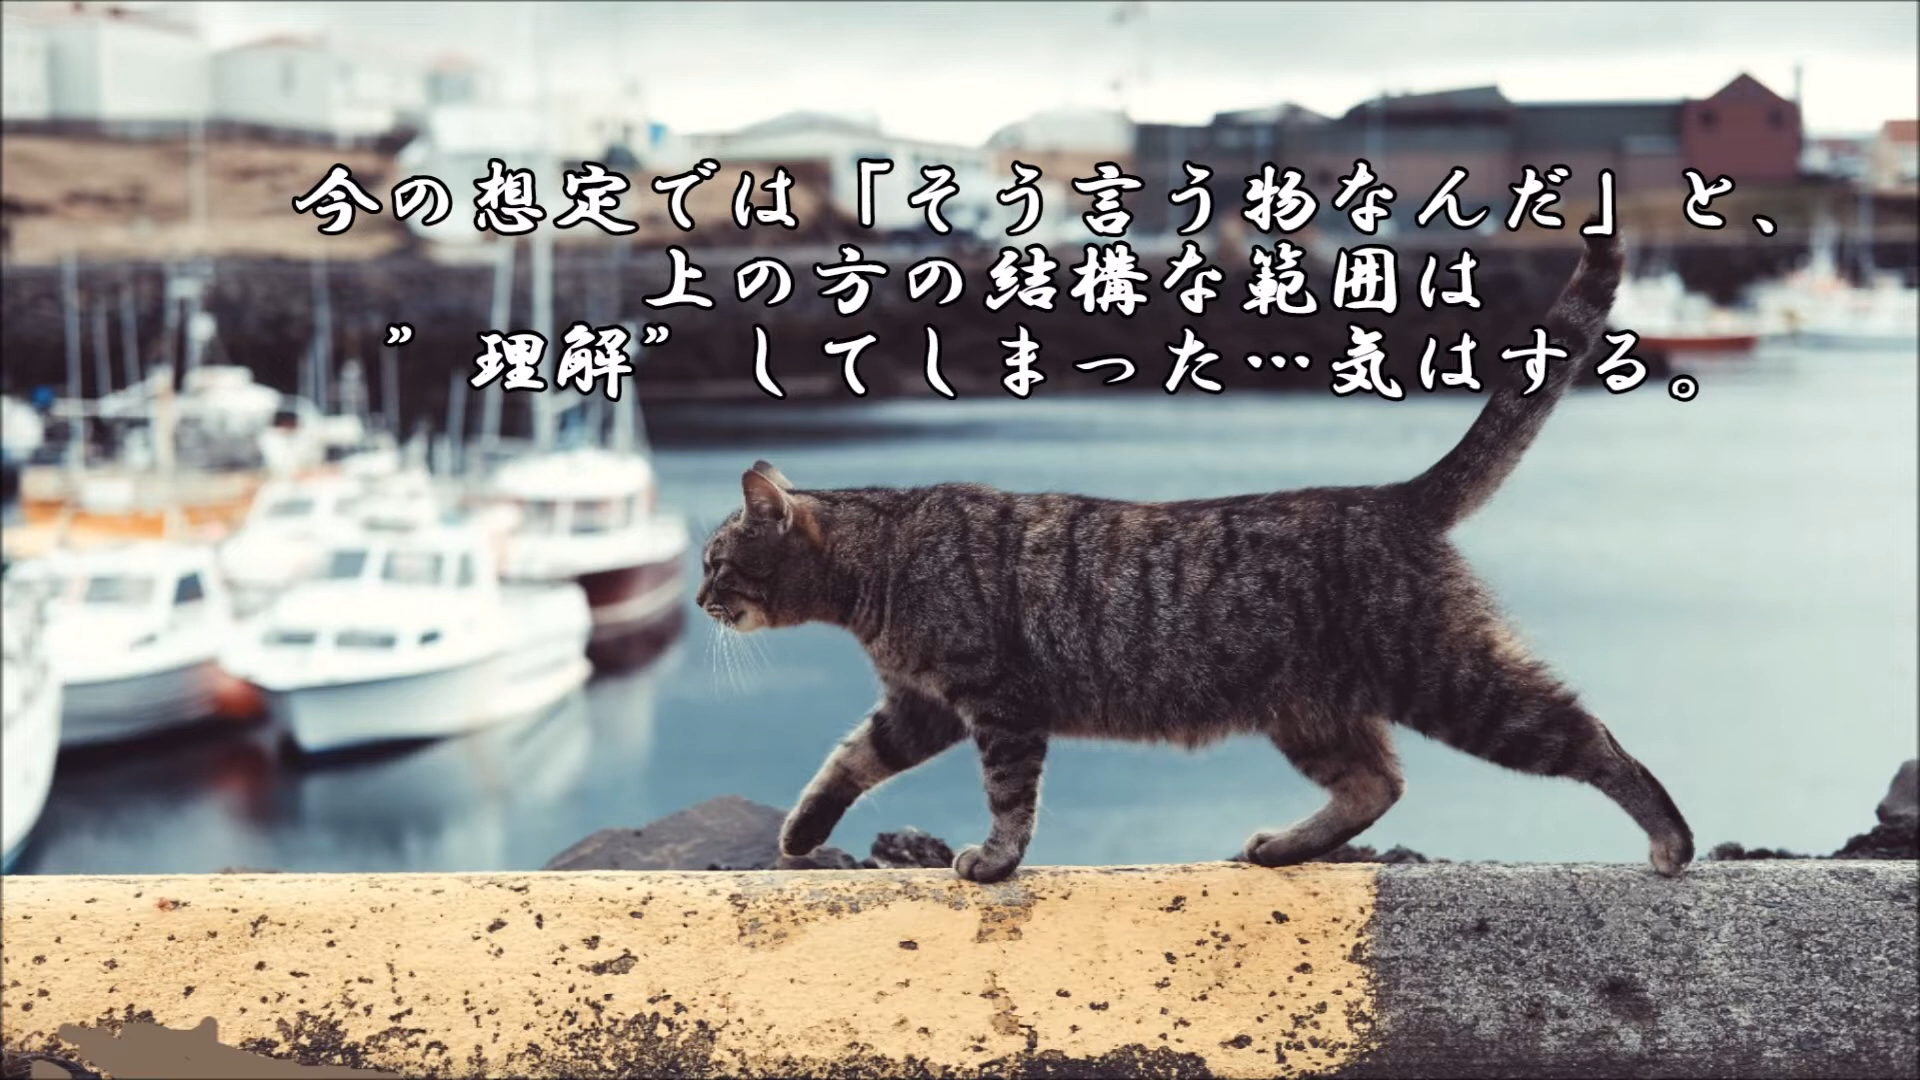 今の想定では「そう言う物なんだ」と、
上の方の結構な範囲は
”理解”してしまった…気はする。